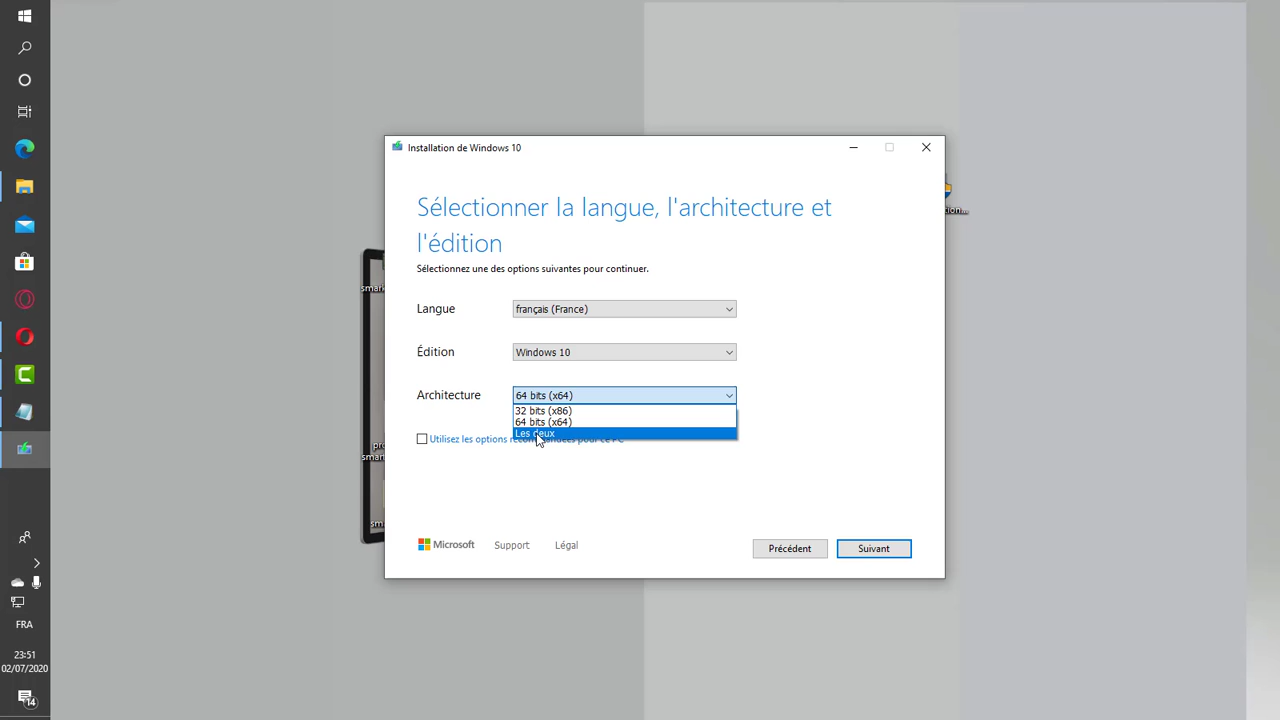 Installation de Windows 10
Sélectionner la langue, l'architecture et
l'édition
Sélectionnez une des options suivantes pour continuer.
Langue
français (France)
Édition
Windows 10
Architecture
64 bits (x64)
32 bits (x86)
64 bits (x64)
Les deux
Utilisez les options recommandées pour ce PC
Microsoft
Support
Légal
Précédent
Suivant
FRA
23:51
02/07/2020
14